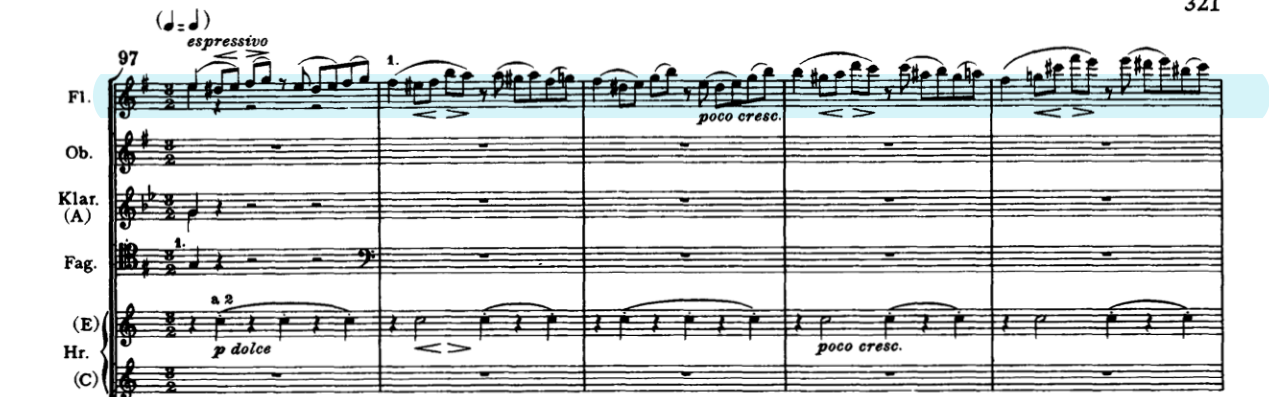 321
(♩=♩)
espressivo
97
1.
Fl.
poco cresc.
Ob.
Klar.
(A)
1.
Fag.
a 2
(E)
p dolce
poco cresc.
Hr.
(C)